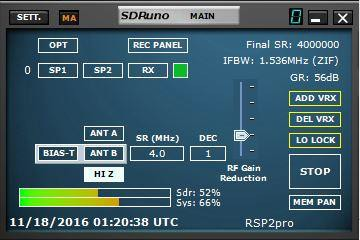 SETT. MA SDRuno MAIN 0
OPT REC PANEL Final SR: 4000000
IFBW: 1.536MHz (ZIF)
0 SP1 SP2 RX GR: 56dB
ADD VRX
DEL VRX
ANT A SR (MHz) DEC LO LOCK
BIAS-T ANT B 4.0 1
HI Z RF Gain
Reduction
STOP
Sdr: 52%
Sys: 66% MEM PAN
11/18/2016 01:20:38 UTC RSP2pro